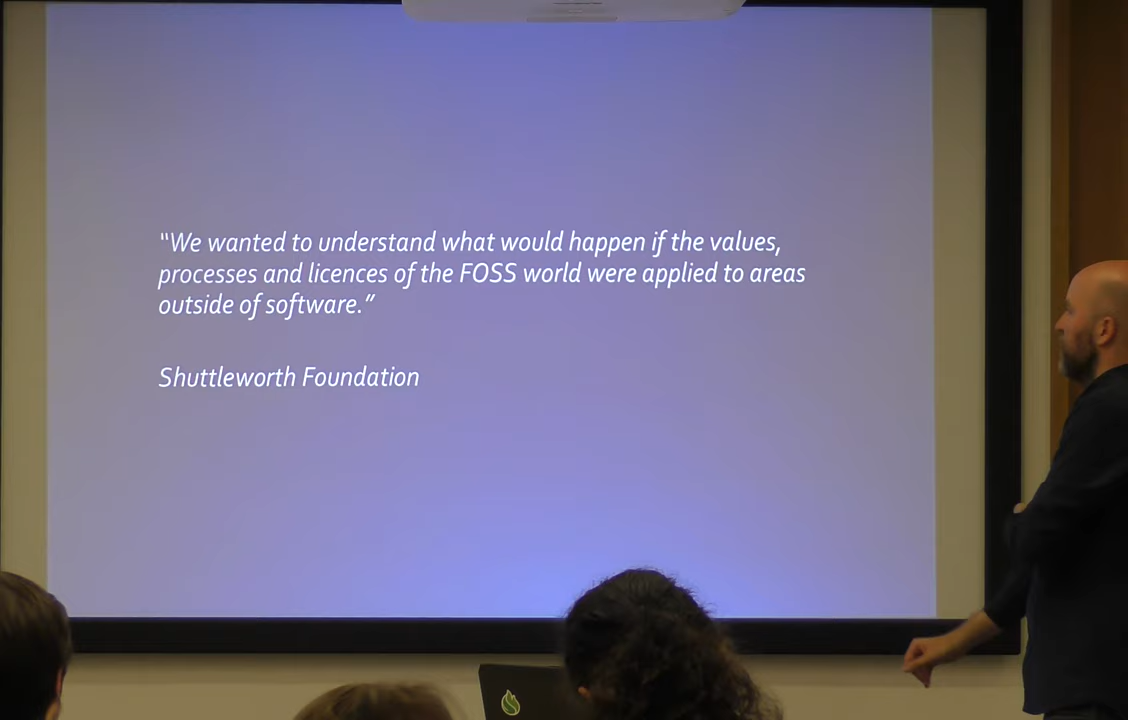 “We wanted to understand what would happen if the values,
processes and licences of the FOSS world were applied to areas
outside of software.”
Shuttleworth Foundation